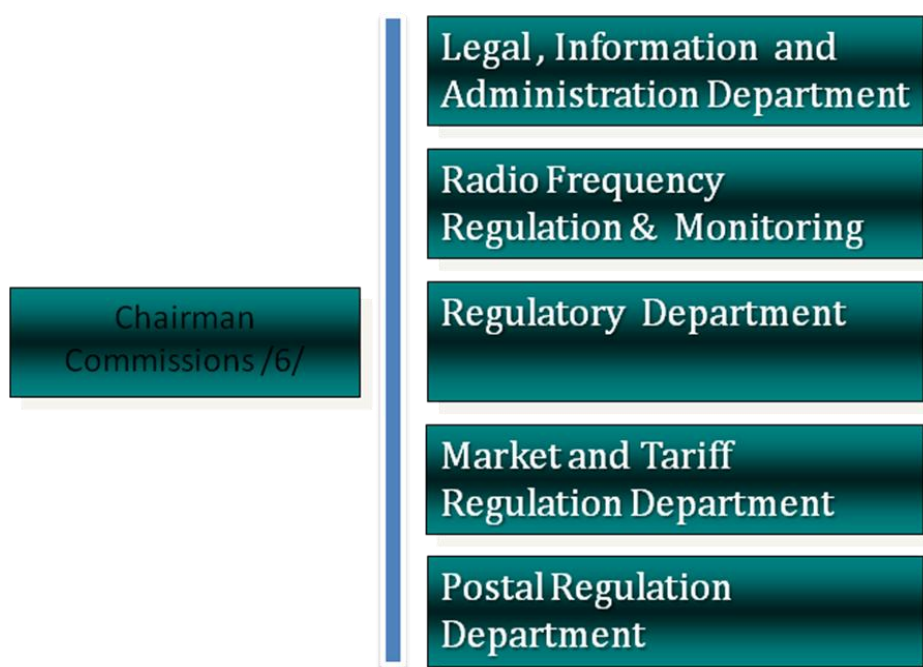 Legal , Information and
Administration Department
Radio Frequency
Regulation & Monitoring
Chairman
Commissions /6/
Regulatory Department
Market and Tariff
Regulation Department
Postal Regulation
Department